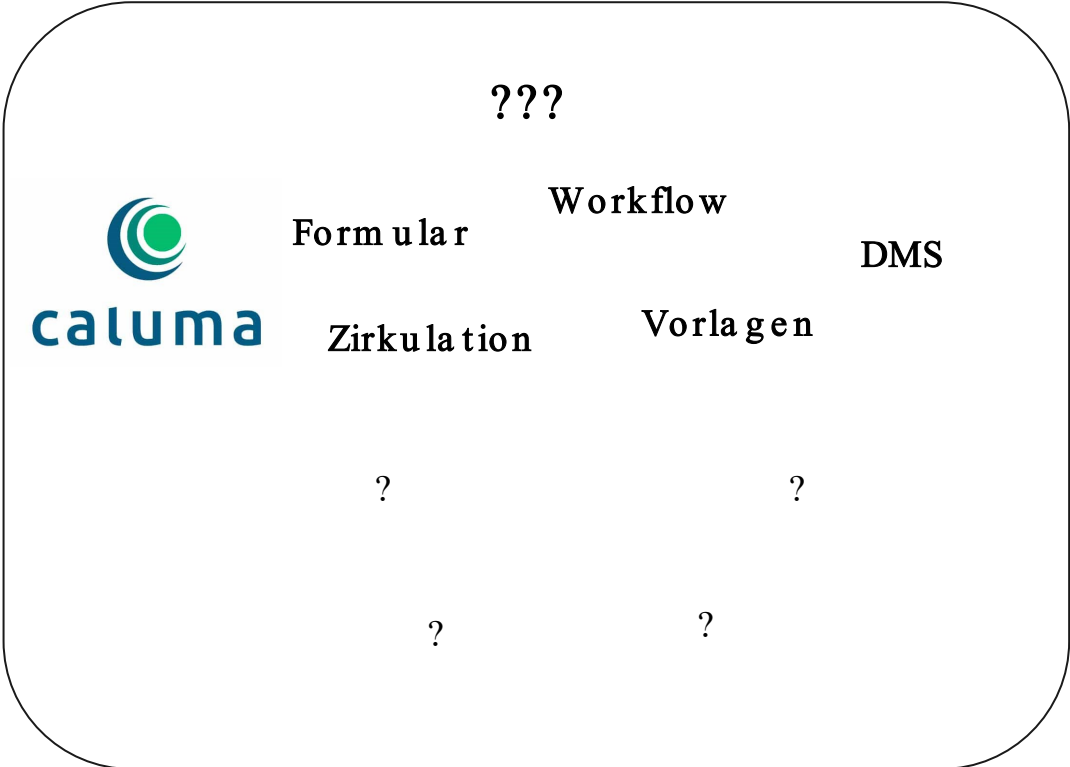 ???
Workflow
Formular
DMS
caluma
Zirkulation
Vorlagen
?
?
?
?